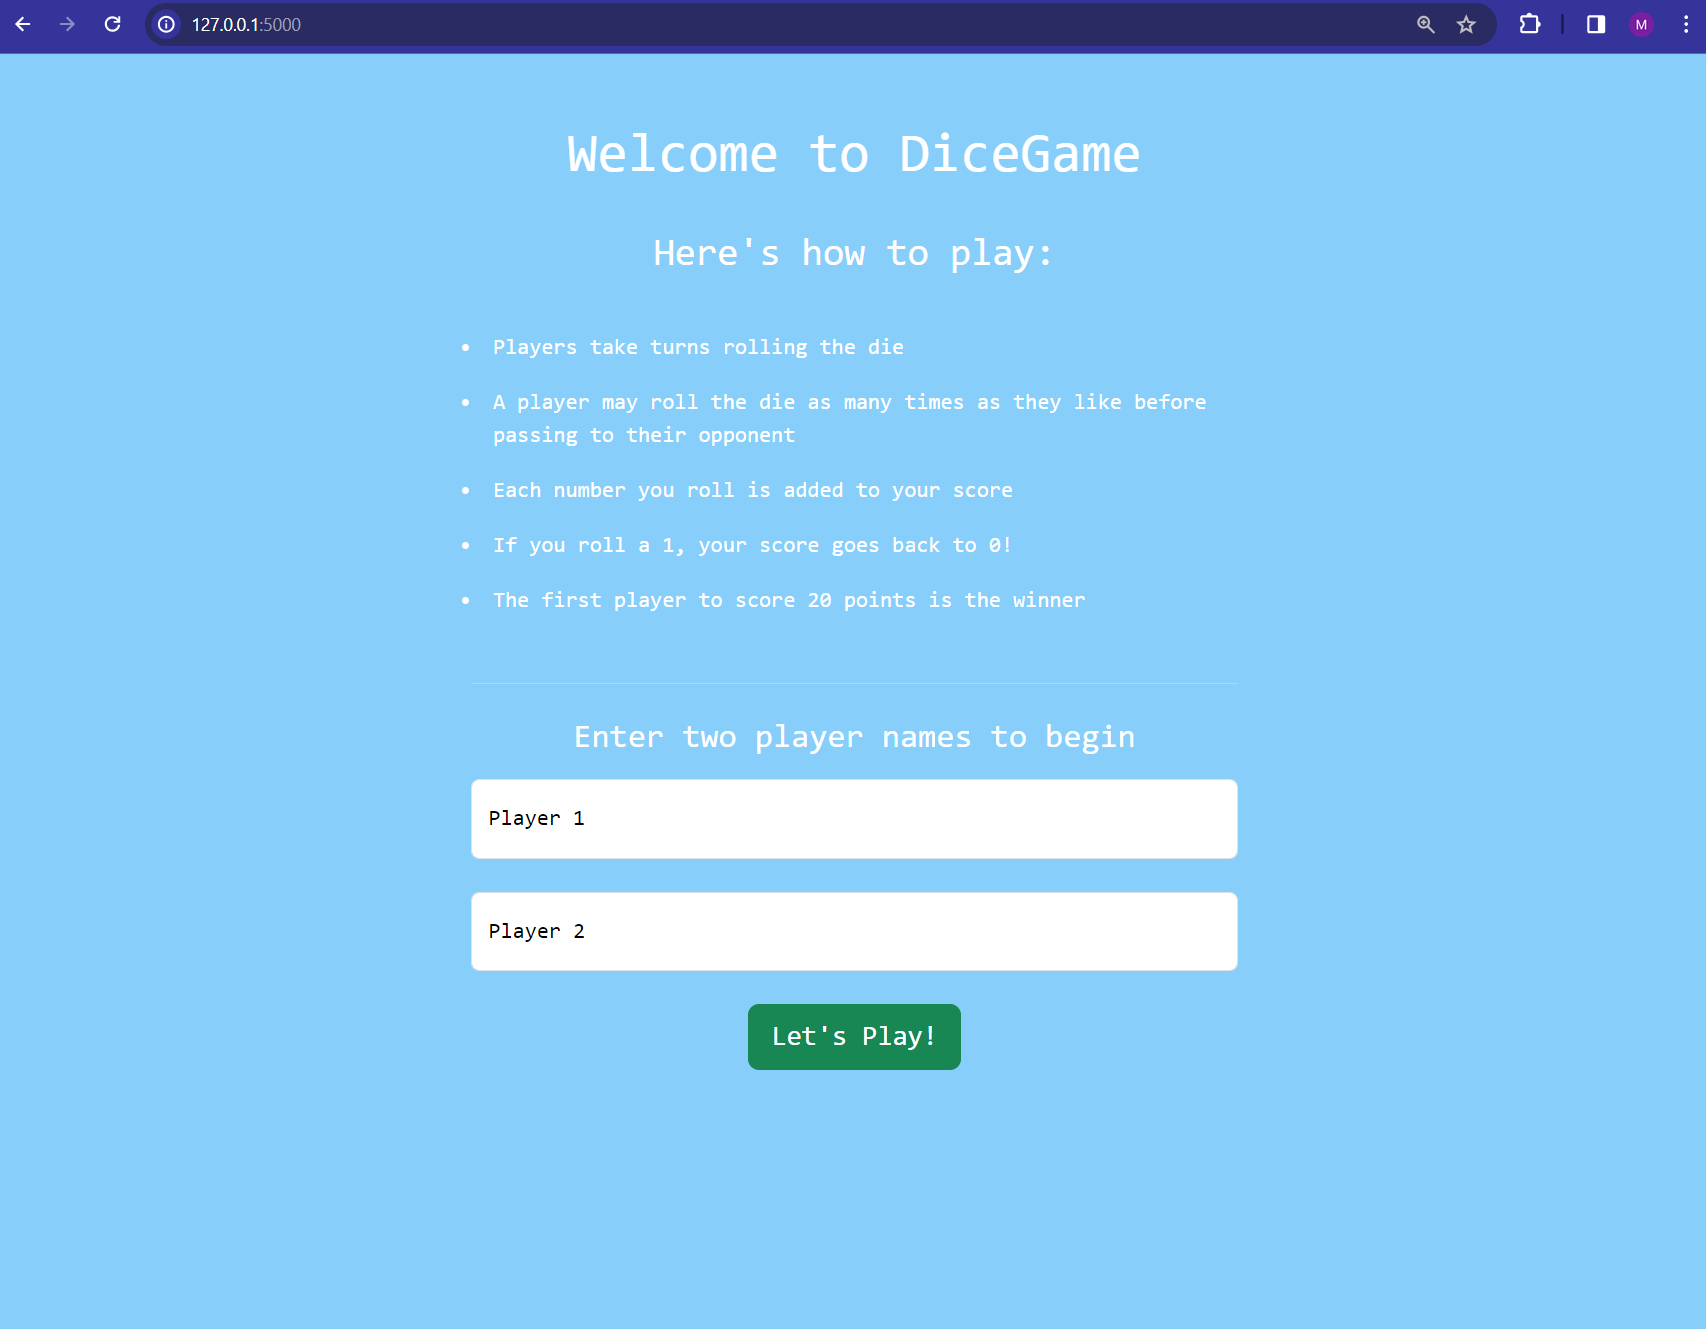 127.0.0.1:5000
M
Welcome to DiceGame
Here's how to play:
• Players take turns rolling the die
• A player may roll the die as many times as they like before
passing to their opponent
• Each number you roll is added to your score
• If you roll a 1, your score goes back to 0!
• The first player to score 20 points is the winner
Enter two player names to begin
Player 1
Player 2
Let's Play!